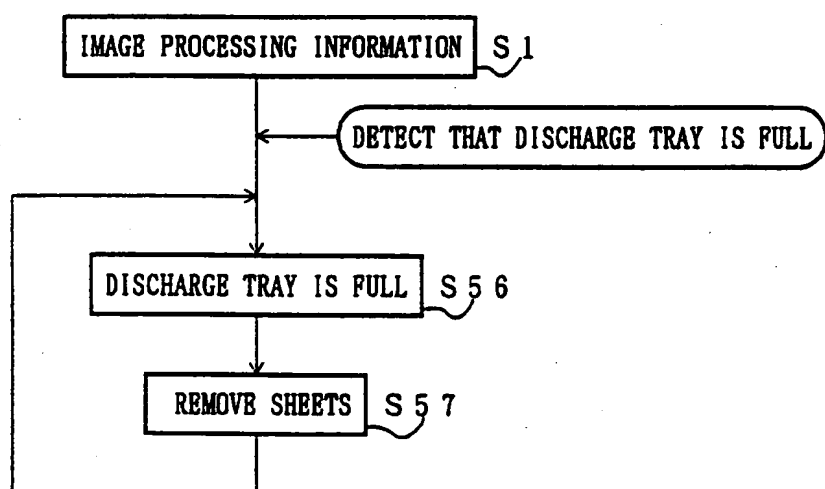 IMAGE PROCESSING INFORMATION S1
DETECT THAT DISCHARGE TRAY IS FULL
DISCHARGE TRAY IS FULL S56
REMOVE SHEETS S57